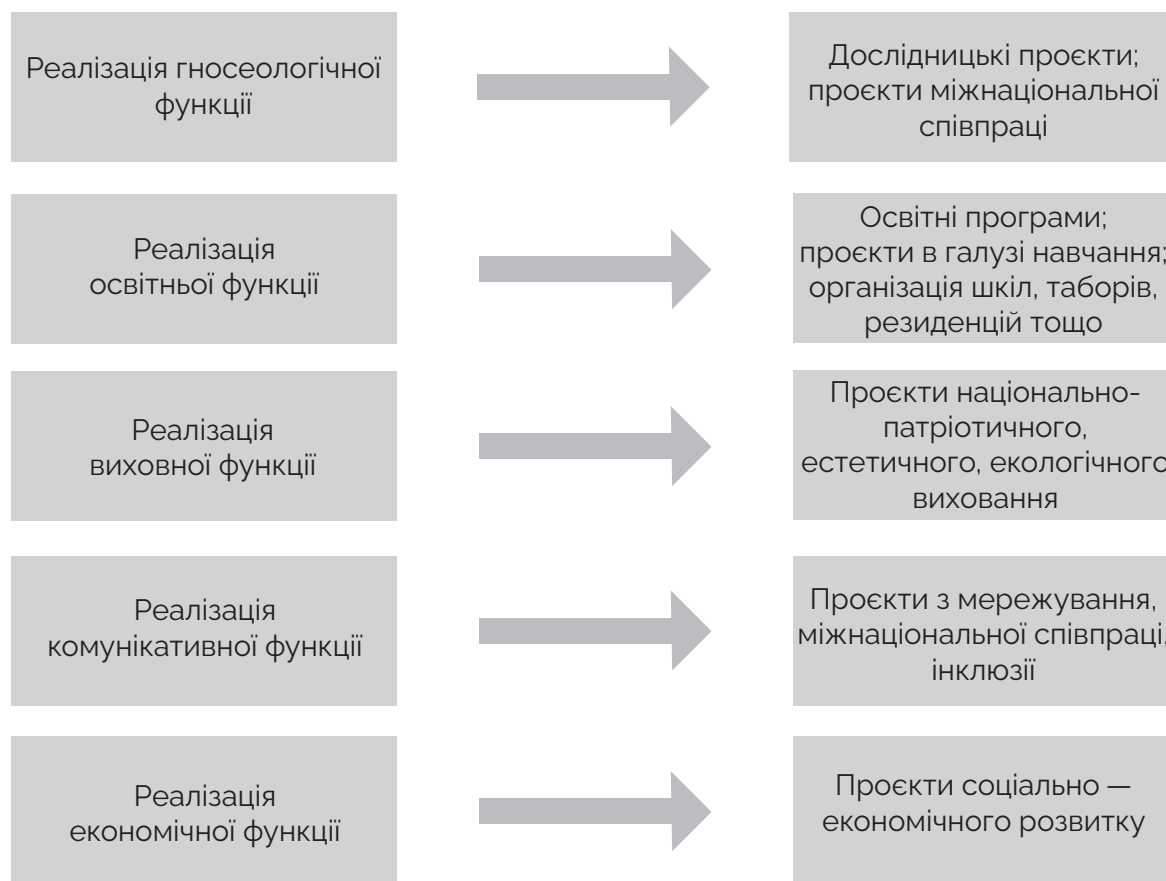 Реалізація гносеологічної
функції
Дослідницькі проєкти;
проєкти міжнаціональної
співпраці
Реалізація
освітньої функції
Освітні програми;
проєкти в галузі навчання;
організація шкіл, таборів,
резиденцій тощо
Реалізація
виховної функції
Проєкти національно-
патріотичного,
естетичного, екологічного
виховання
Реалізація
комунікативної функції
Проєкти з мережування,
міжнаціональної співпраці,
інклюзії
Реалізація
економічної функції
Проєкти соціально —
економічного розвитку